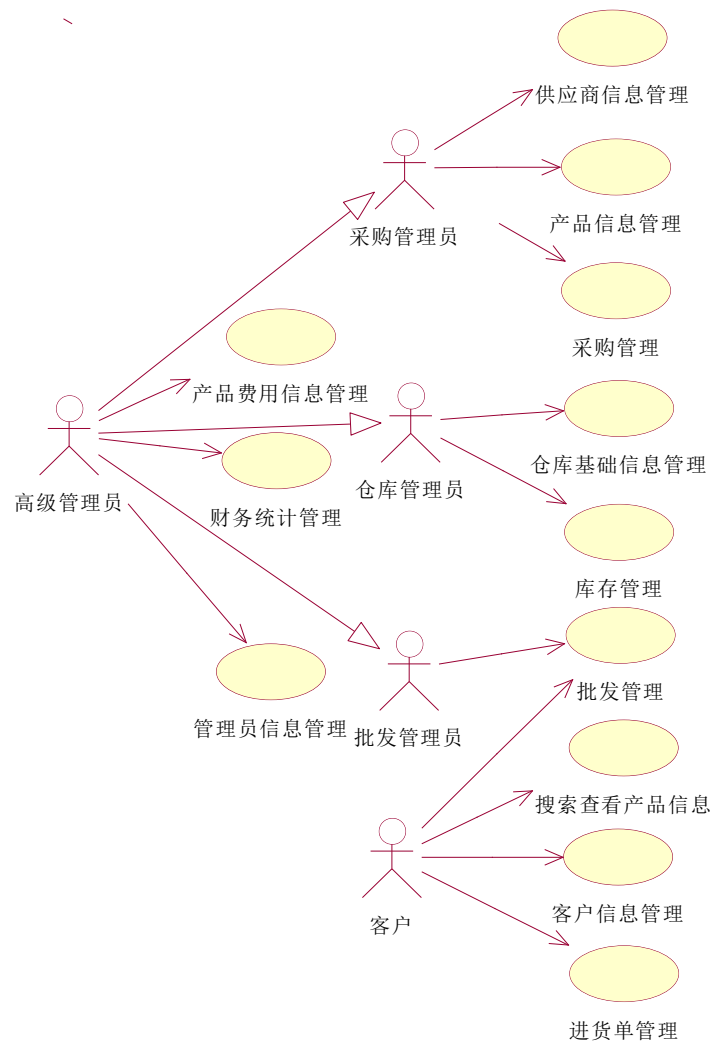 供应商信息管理
产品信息管理
采购管理员
采购管理
产品费用信息管理
仓库基础信息管理
高级管理员
仓库管理员
财务统计管理
库存管理
批发管理
管理员信息管理
批发管理员
搜索查看产品信息
客户信息管理
客户
进货单管理